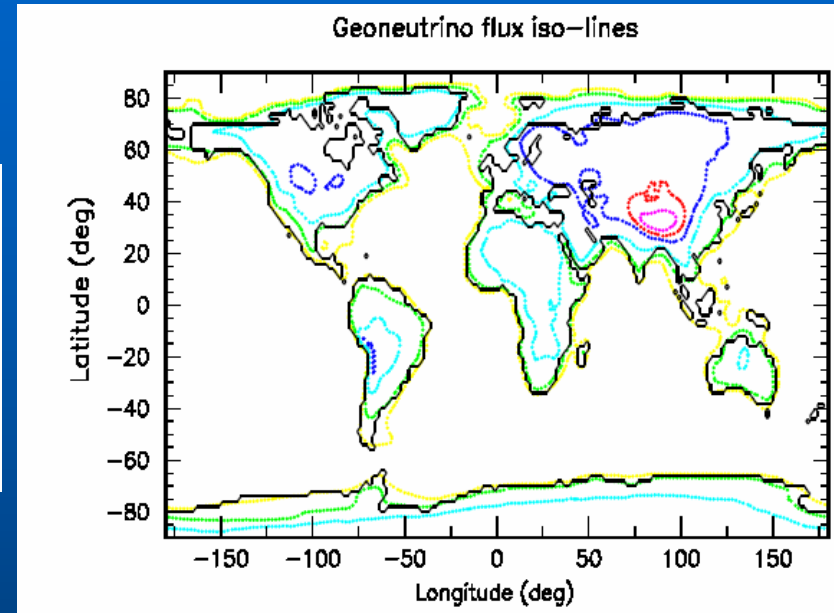 Geoneutrino flux iso-lines
80
60
40
20
0
-20
-40
-60
-80
Latitude (deg)
-150 -100 -50 0 50 100 150
Longitude (deg)